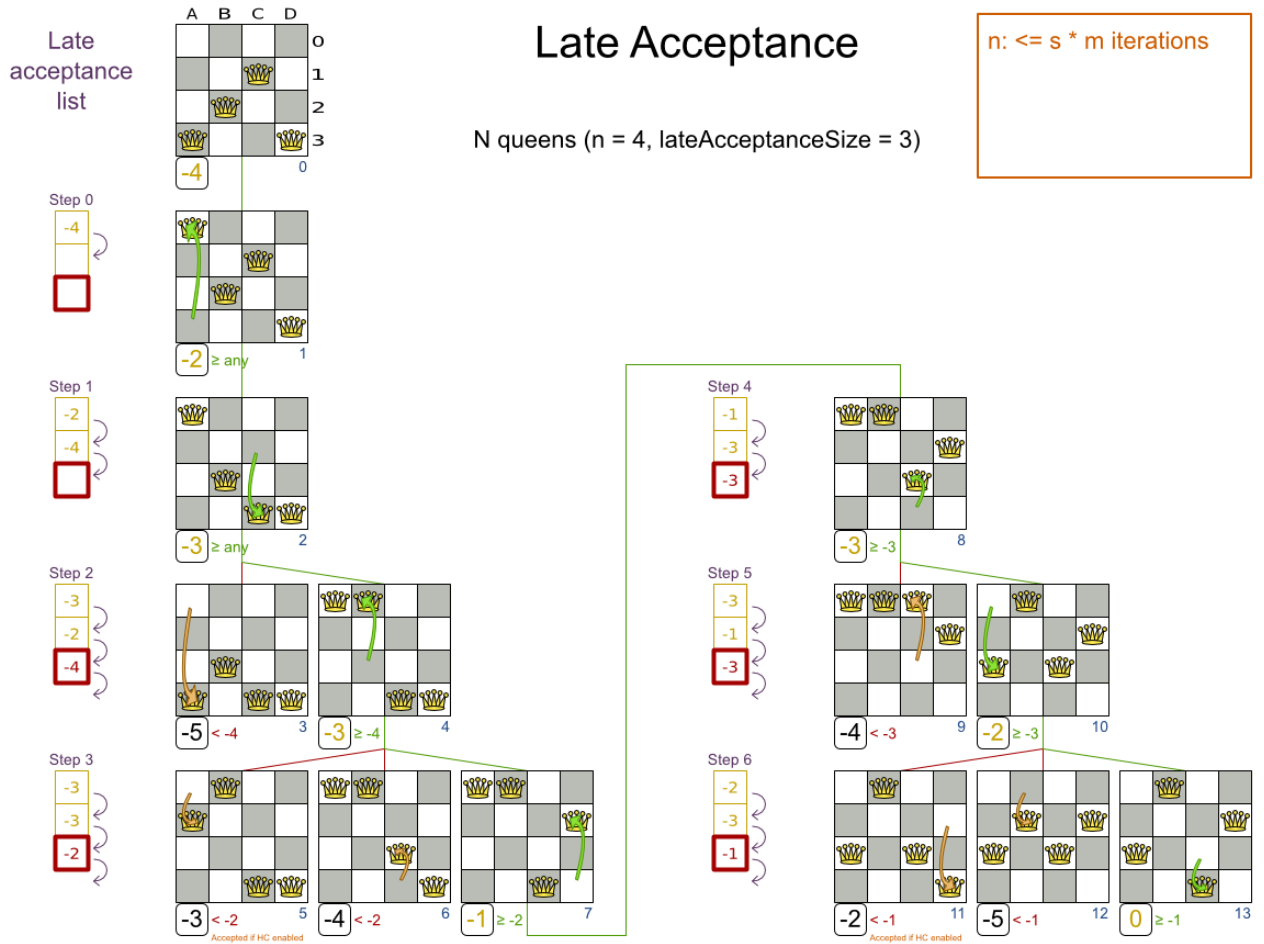 Late Acceptance
N queens (n = 4, lateAcceptanceSize = 3)
n: <= s * m iterations
Late
acceptance
list
A B C D
0
1
2
3
-4
0
Step 0
-4
-2 ≥ any
1
Step 1
-2
-4
-3 ≥ any
2
Step 2
-3
-2
-4
-5 < -4
3
-3 ≥ -4
4
Step 3
-3
-3
-2
-3 < -2
5
Accepted if HC enabled
-4 < -2
6
-1 ≥ -2
7
Step 4
-1
-3
-3
-3 ≥ -3
8
Step 5
-3
-1
-3
-4 < -3
9
-2 ≥ -3
10
Step 6
-2
-3
-1
-2 < -1
11
Accepted if HC enabled
-5 < -1
12
0 ≥ -1
13